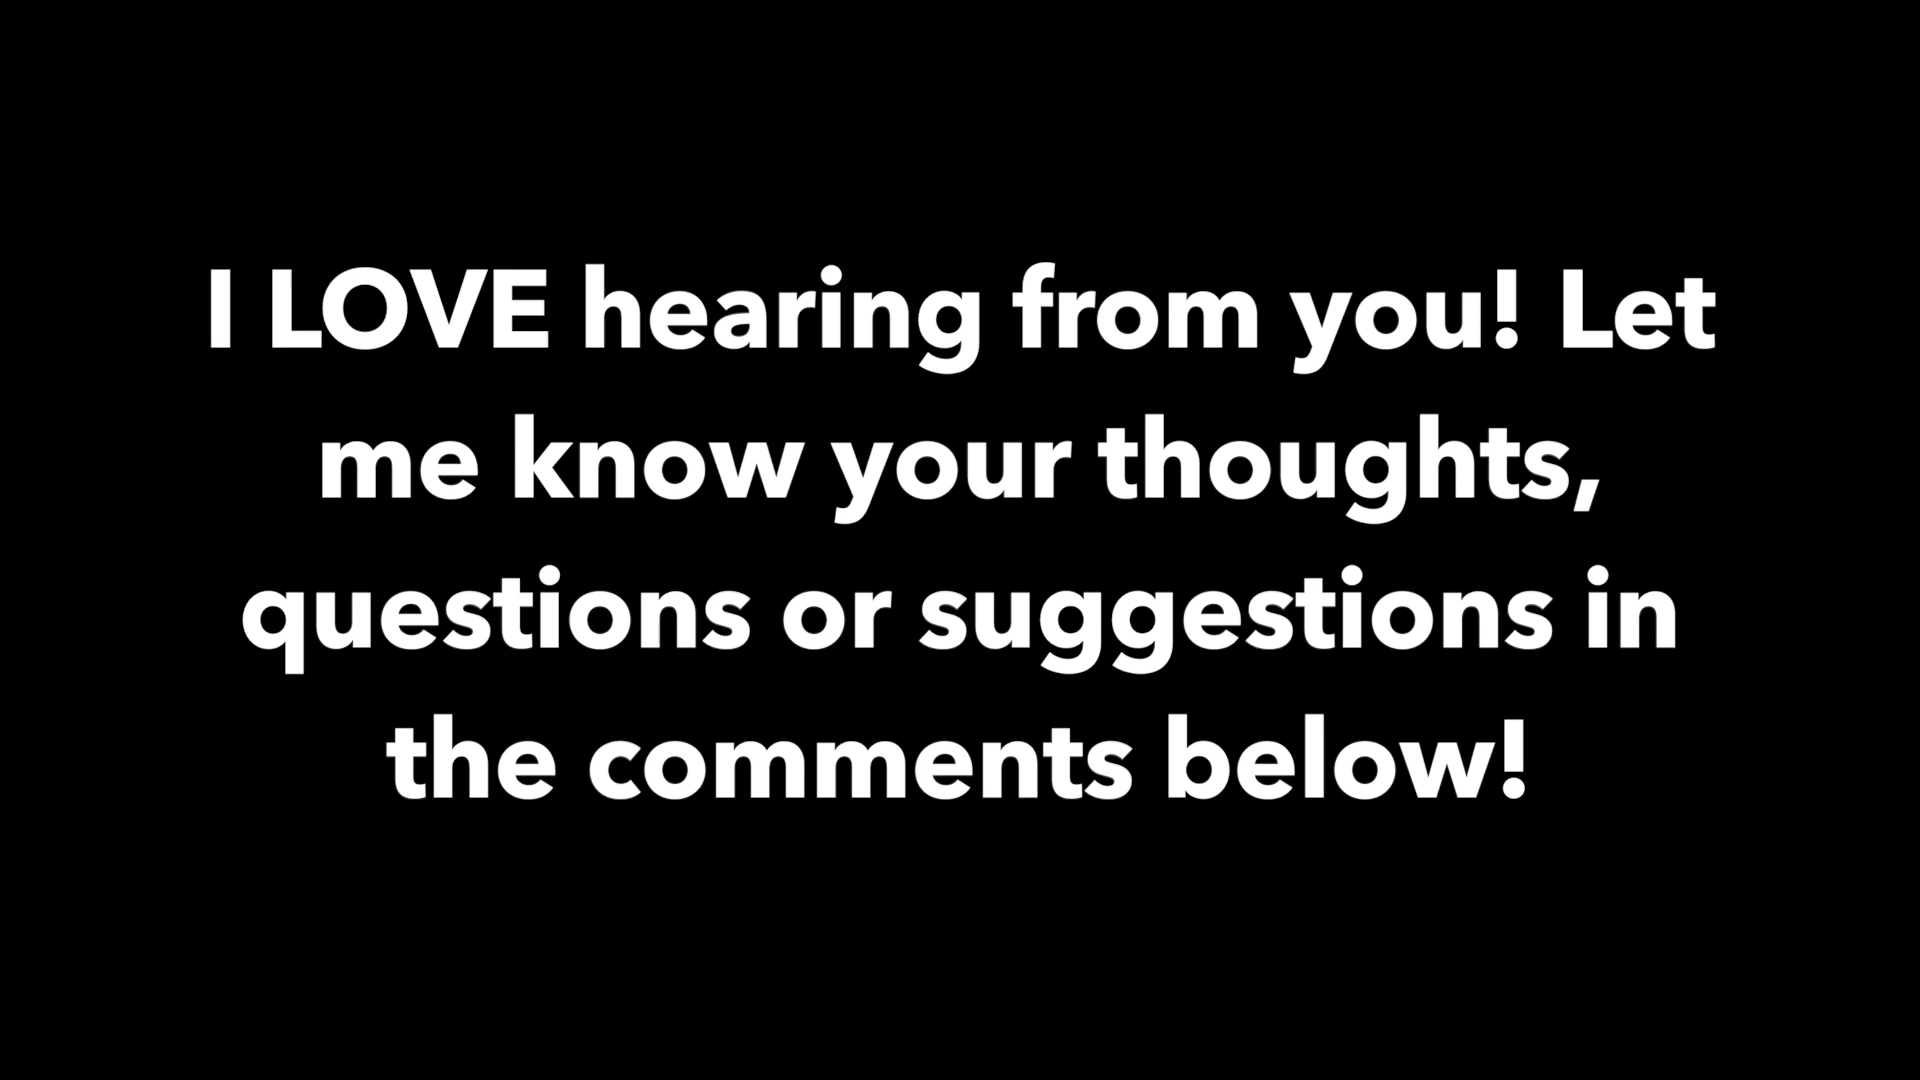 I LOVE hearing from you! Let
me know your thoughts,
questions or suggestions in
the comments below!